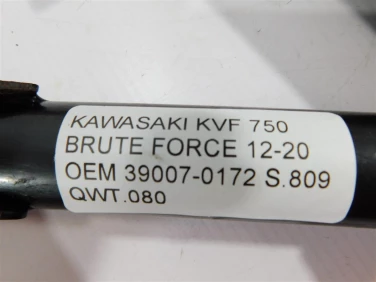 KAWASAKI KVF 750
BRUTE FORCE 12-20
OEM 39007-0172 S.809
QWT.080